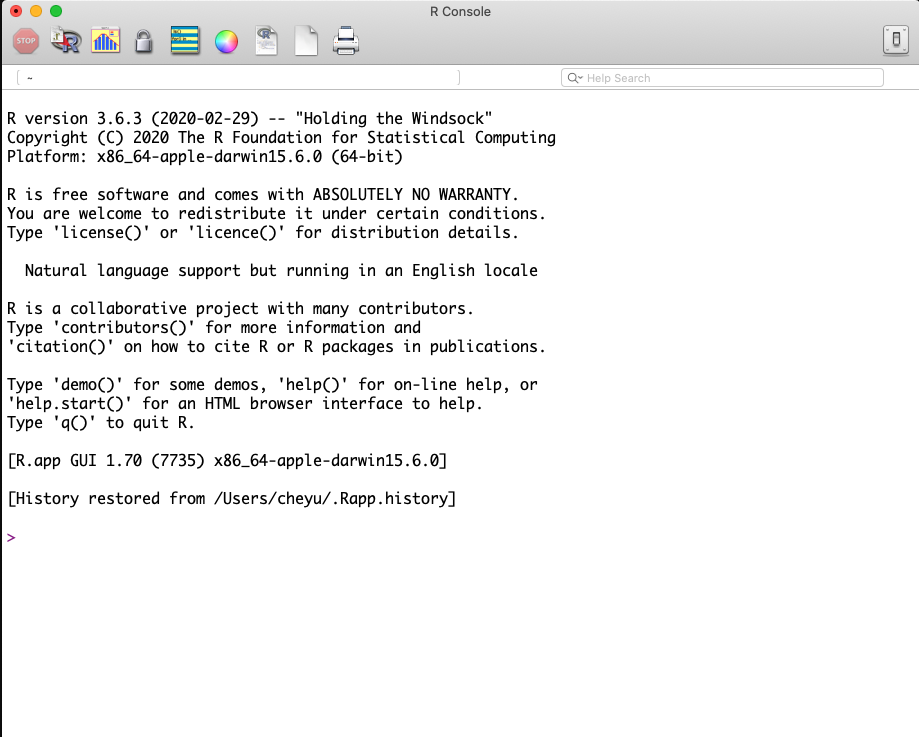 R Console
STOP
~
Help Search
R version 3.6.3 (2020-02-29) -- "Holding the Windsock"
Copyright (C) 2020 The R Foundation for Statistical Computing
Platform: x86_64-apple-darwin15.6.0 (64-bit)
R is free software and comes with ABSOLUTELY NO WARRANTY.
You are welcome to redistribute it under certain conditions.
Type 'license()' or 'licence()' for distribution details.
Natural language support but running in an English locale
R is a collaborative project with many contributors.
Type 'contributors()' for more information and
'citation()' on how to cite R or R packages in publications.
Type 'demo()' for some demos, 'help()' for on-line help, or
'help.start()' for an HTML browser interface to help.
Type 'q()' to quit R.
[R.app GUI 1.70 (7735) x86_64-apple-darwin15.6.0]
[History restored from /Users/cheyu/.Rapp.history]
>